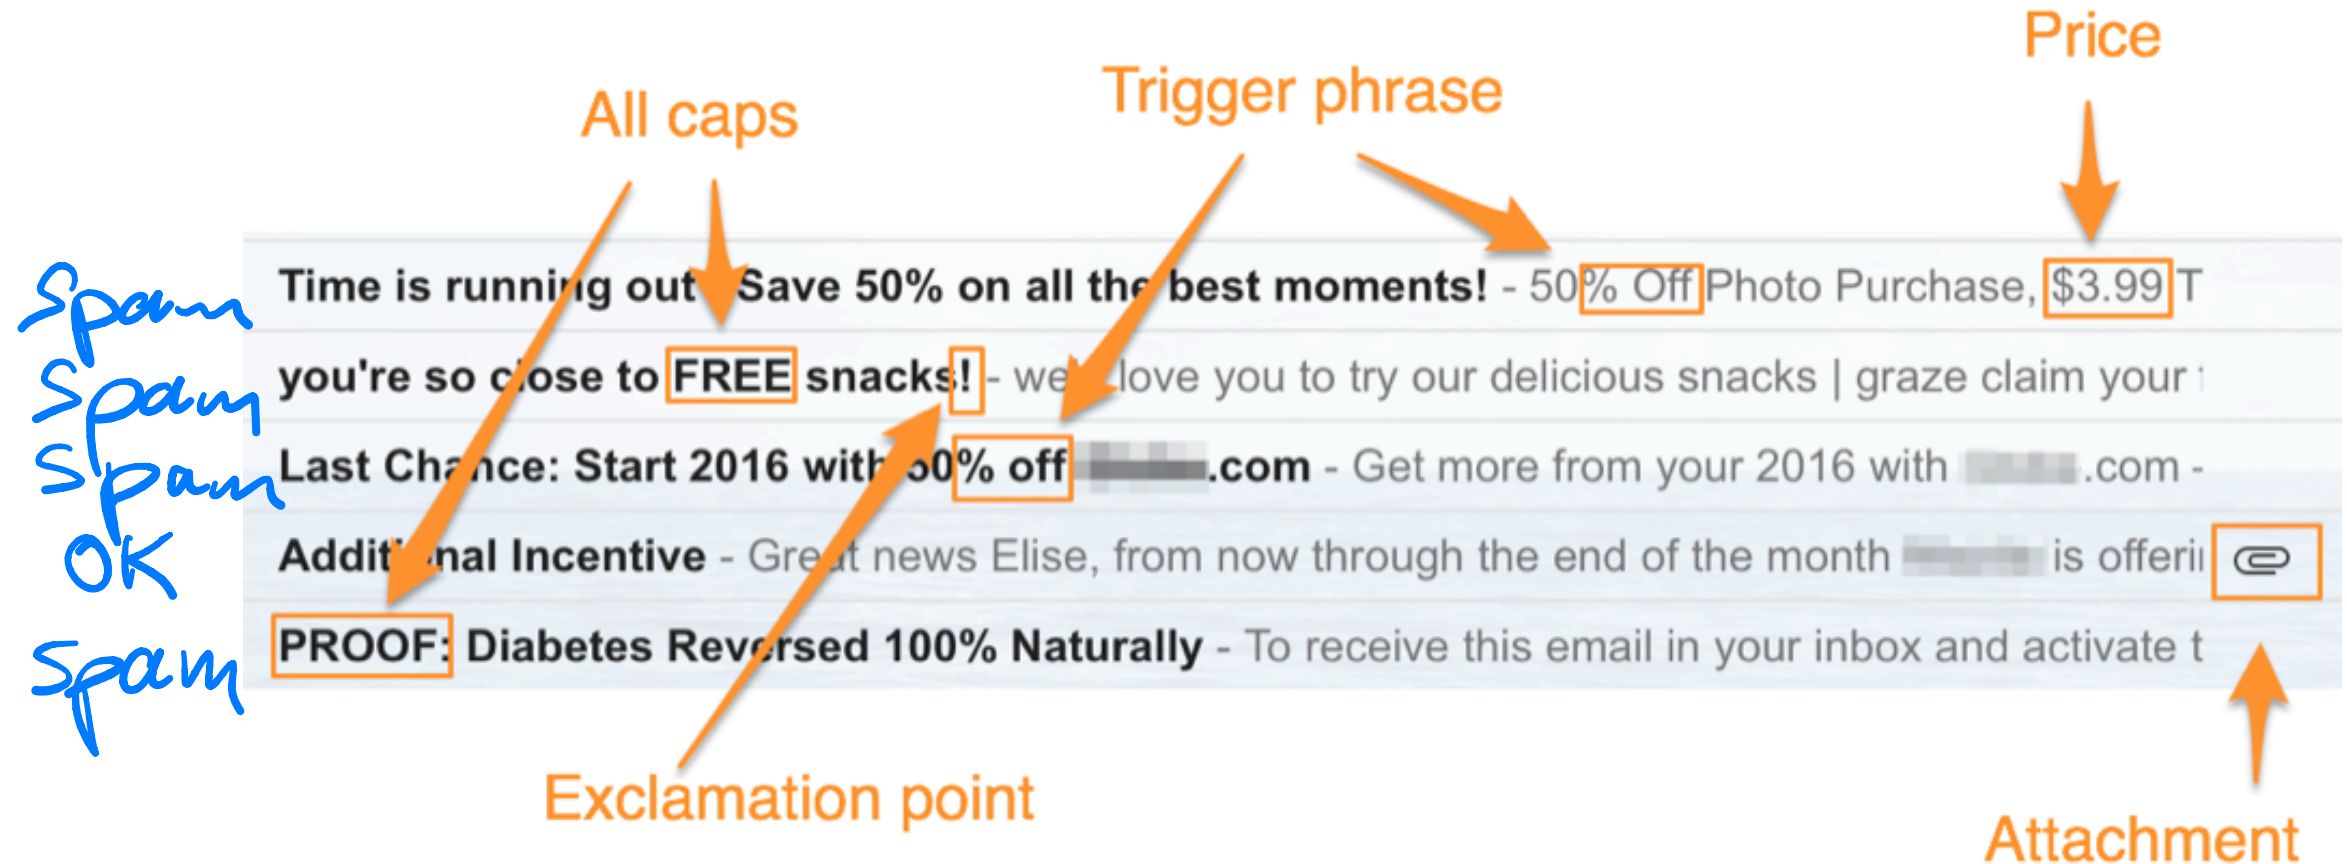 Price
Trigger phrase
All caps
Spam Time is running out Save 50% on all the best moments! - 50% Off Photo Purchase, $3.99 T
Spam you're so close to FREE snacks! - we love you to try our delicious snacks | graze claim your
Spam Last Chance: Start 2016 with 50% off .com - Get more from your 2016 with .com -
OK Additional Incentive - Great news Elise, from now through the end of the month is offeri
Spam PROOF: Diabetes Reversed 100% Naturally - To receive this email in your inbox and activate t
Exclamation point
Attachment